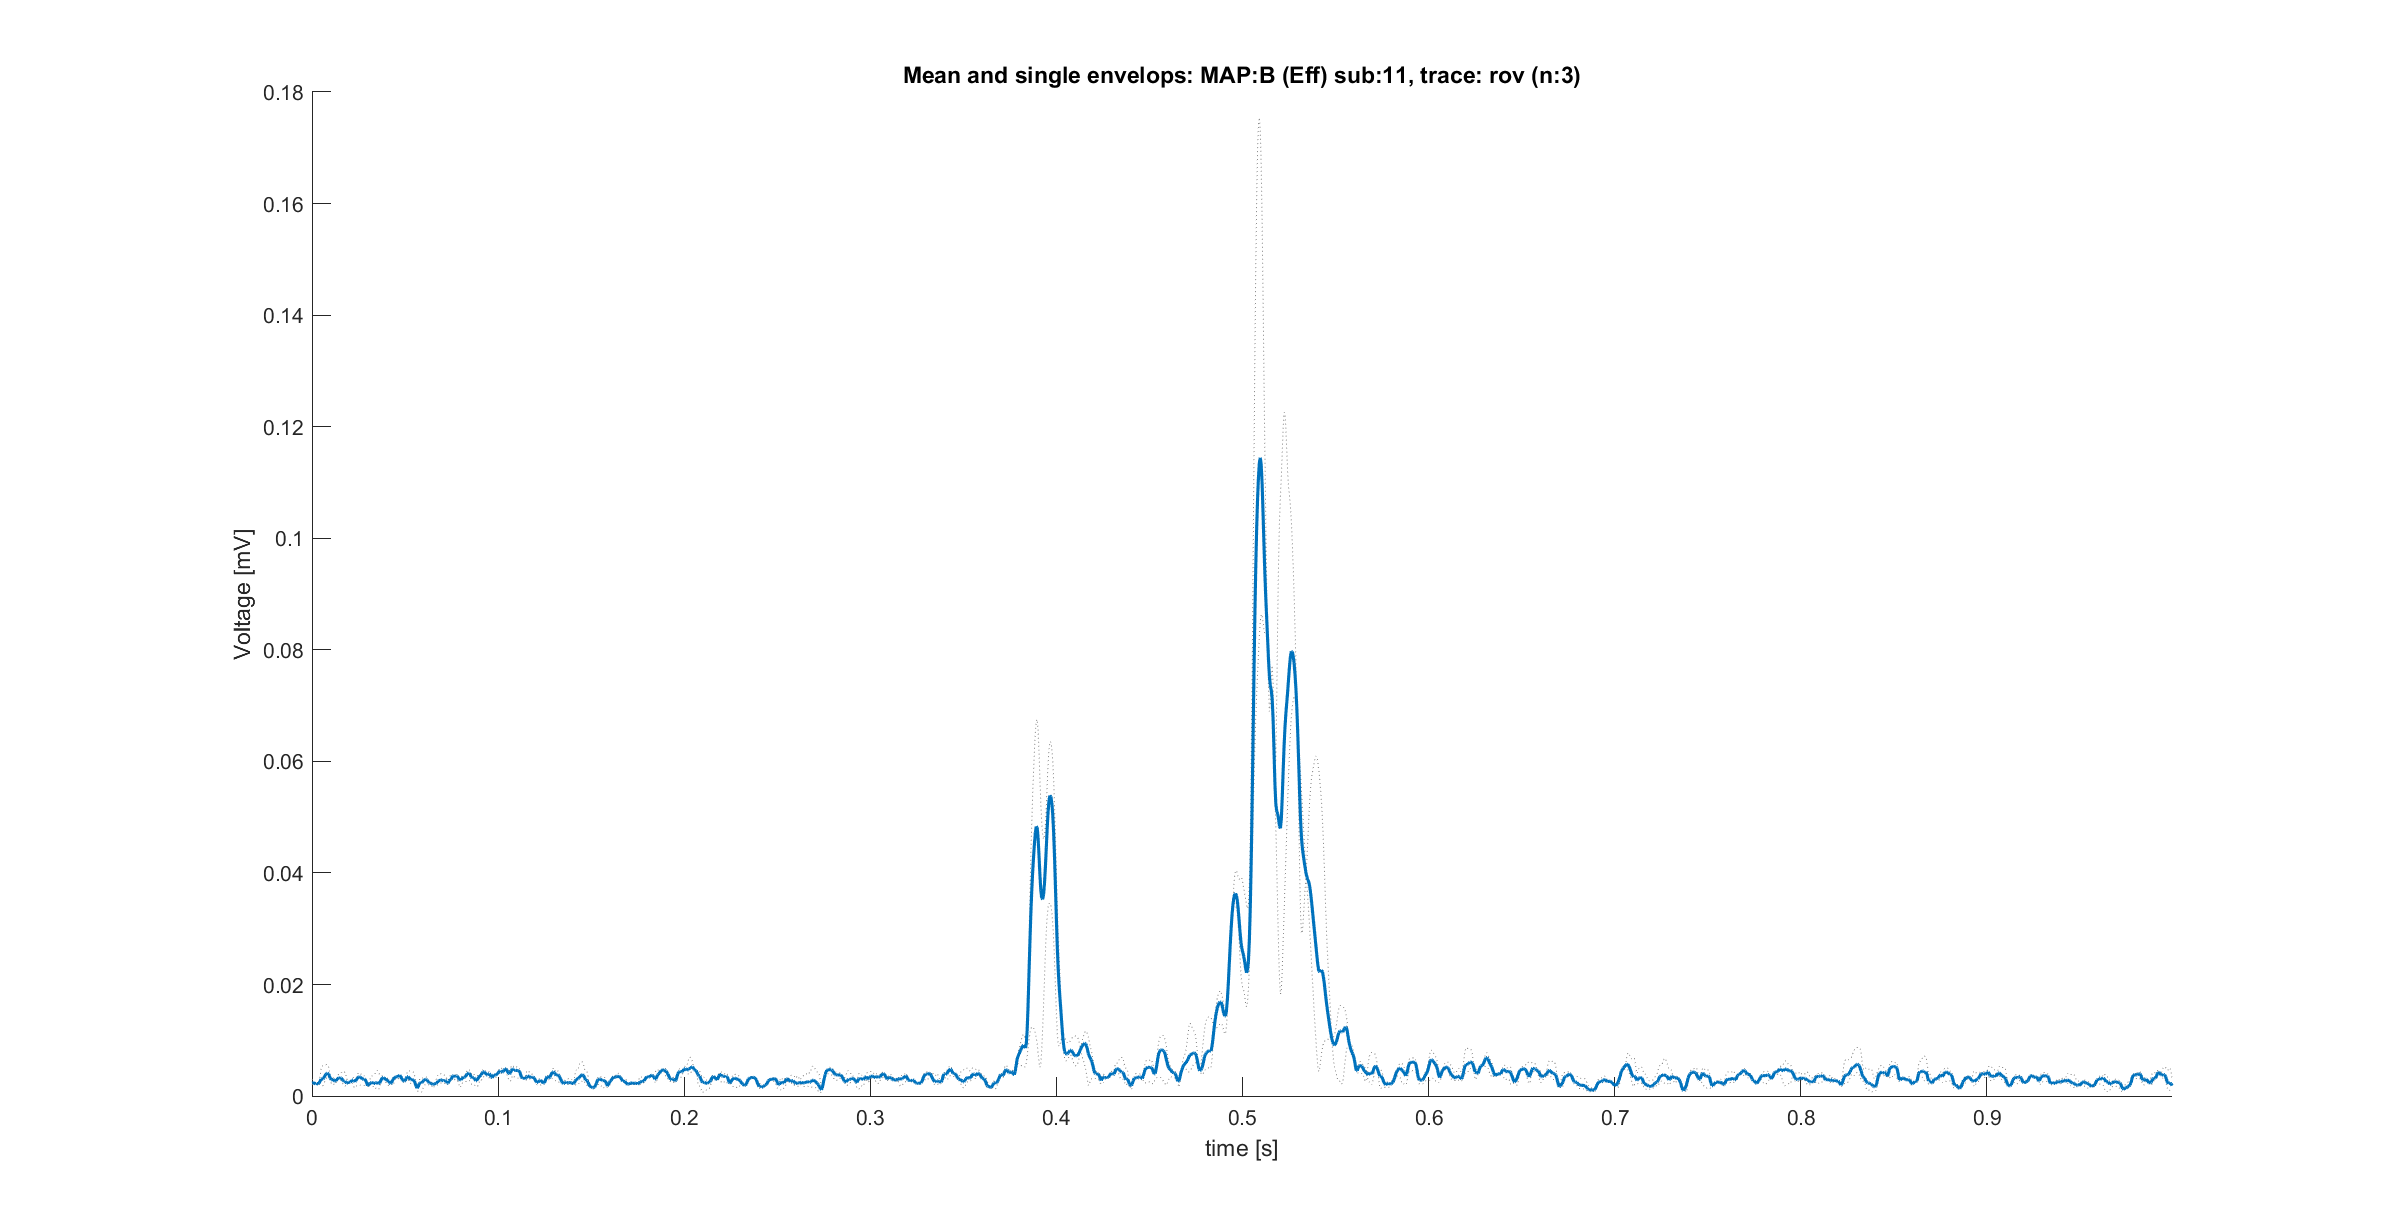 Mean and single envelops: MAP:B (Eff) sub:11, trace: rov (n:3)
0.18
0.16
0.14
0.12
0.1
0.08
0.06
0.04
0.02
0
Voltage [mV]
0 0.1 0.2 0.3 0.4 0.5 0.6 0.7 0.8 0.9
time [s]